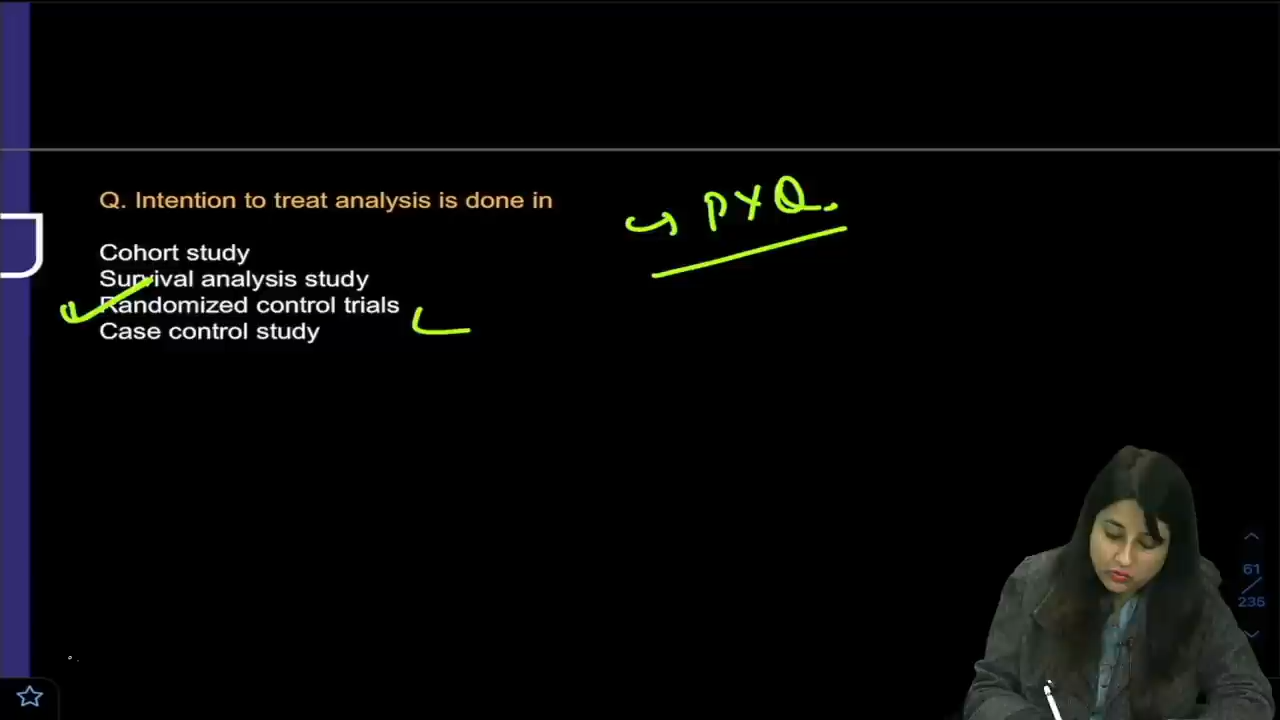 Q. Intention to treat analysis is done in
PYQ.
Cohort study
Survival analysis study
Randomized control trials
Case control study
61
236